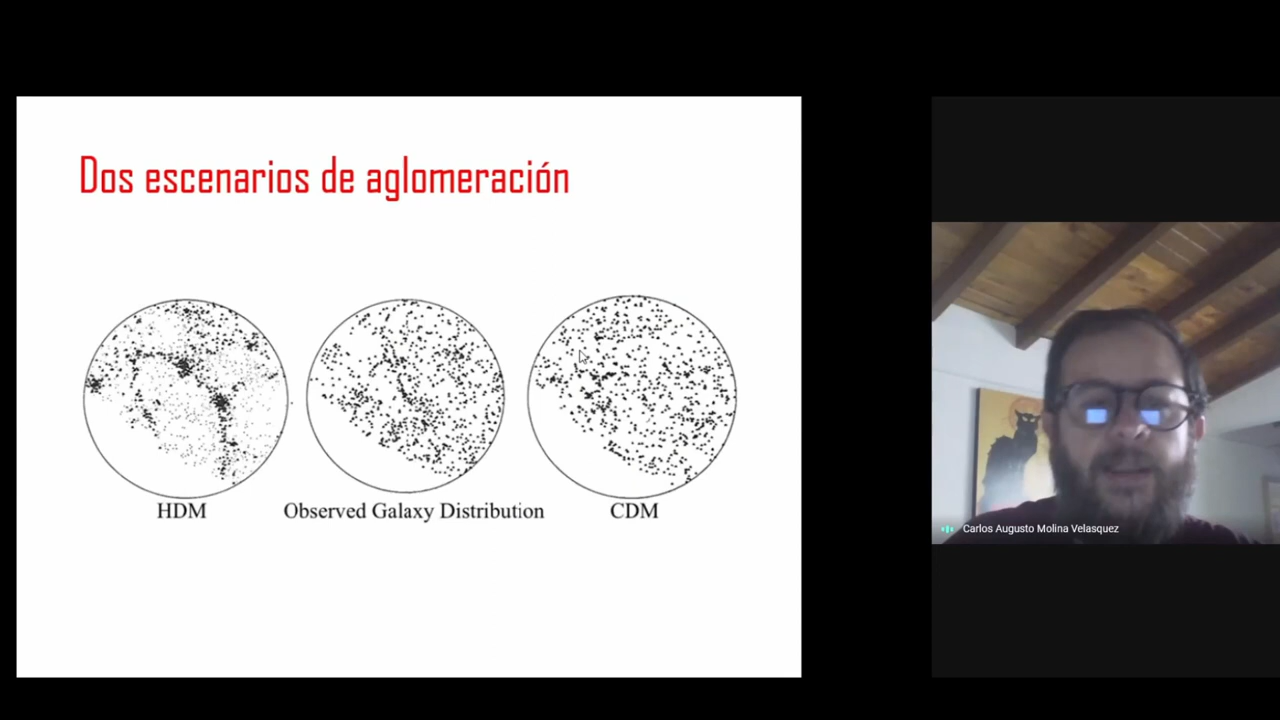 Dos escenarios de aglomeración
HDM
Observed Galaxy Distribution
CDM
Carlos Augusto Molina Velasquez